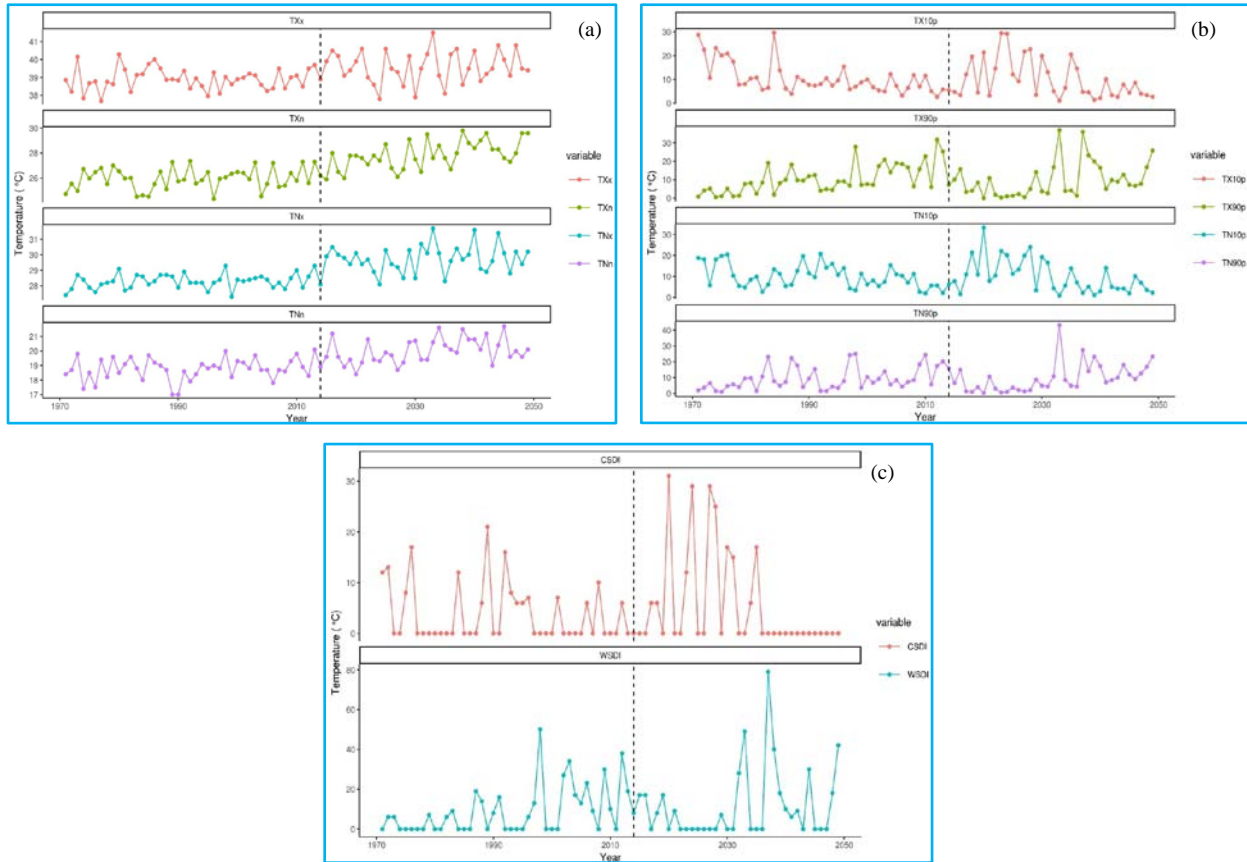 (a)
TXx
41
40
39
38
TXn
30
28
26
TNx
31
30
29
28
TNn
21
20
19
18
17
1970
1990
2010
2030
2050
Year
Temperature ( °C)
variable
TXx
TXn
TNx
TNn
(b)
TX10p
30
20
10
0
TX90p
30
20
10
0
TN10p
30
20
10
0
TN90p
40
30
20
10
0
1970
1990
2010
2030
2050
Year
Temperature ( °C)
variable
TX10p
TX90p
TN10p
TN90p
(c)
CSDI
30
20
10
0
WSDI
80
60
40
20
0
1970
1990
2010
2030
2050
Year
Temperature ( °C)
variable
CSDI
WSDI